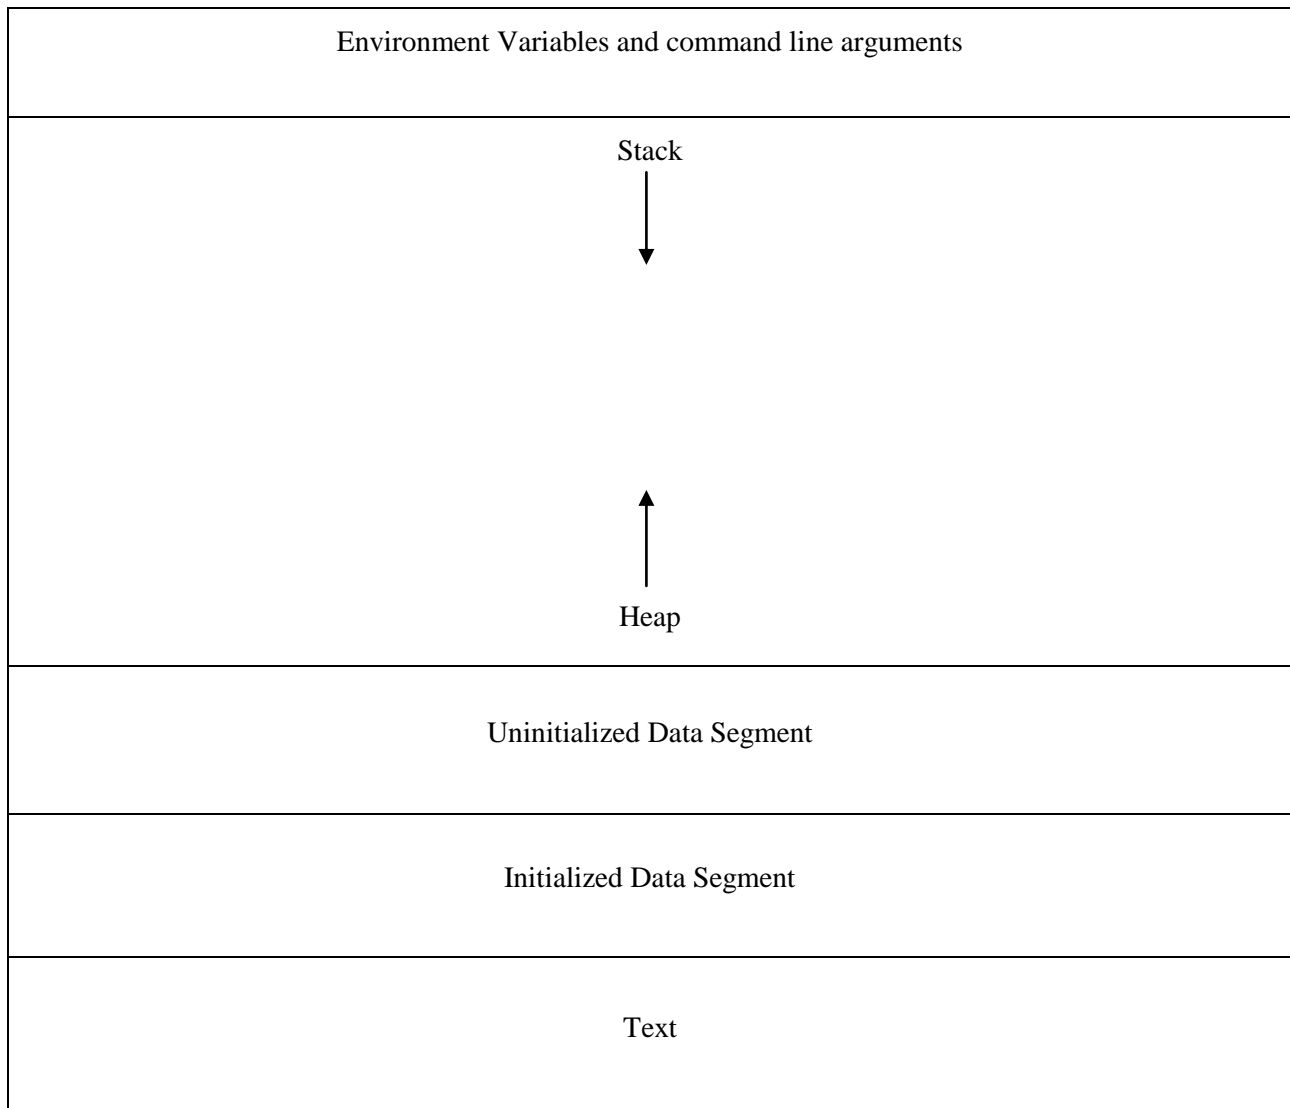 Environment Variables and command line arguments
Stack
Heap
Uninitialized Data Segment
Initialized Data Segment
Text